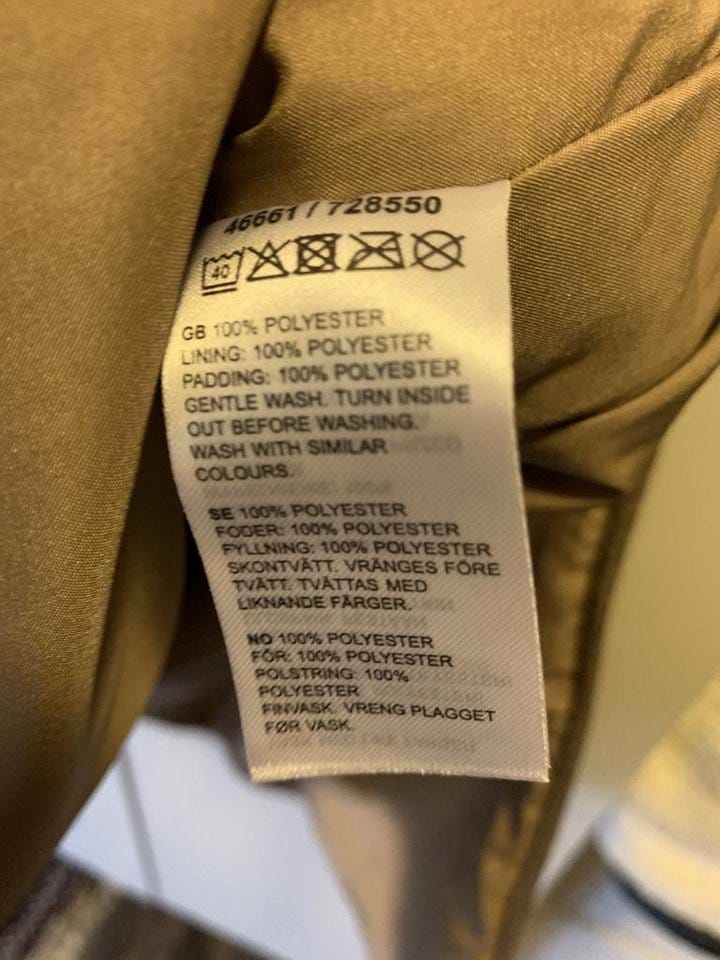 46661 / 728550
40
GB 100% POLYESTER
LINING: 100% POLYESTER
PADDING: 100% POLYESTER
GENTLE WASH. TURN INSIDE
OUT BEFORE WASHING.
WASH WITH SIMILAR
COLOURS.
SE 100% POLYESTER
FODER: 100% POLYESTER
FYLLNING: 100% POLYESTER
SKONTVÄTT. VRÄNGES FÖRE
TVÄTT. TVÄTTAS MED
LIKNANDE FÄRGER.
NO 100% POLYESTER
FÔR: 100% POLYESTER
POLSTRING: 100%
POLYESTER
FINVASK. VRENG PLAGGET
FØR VASK.